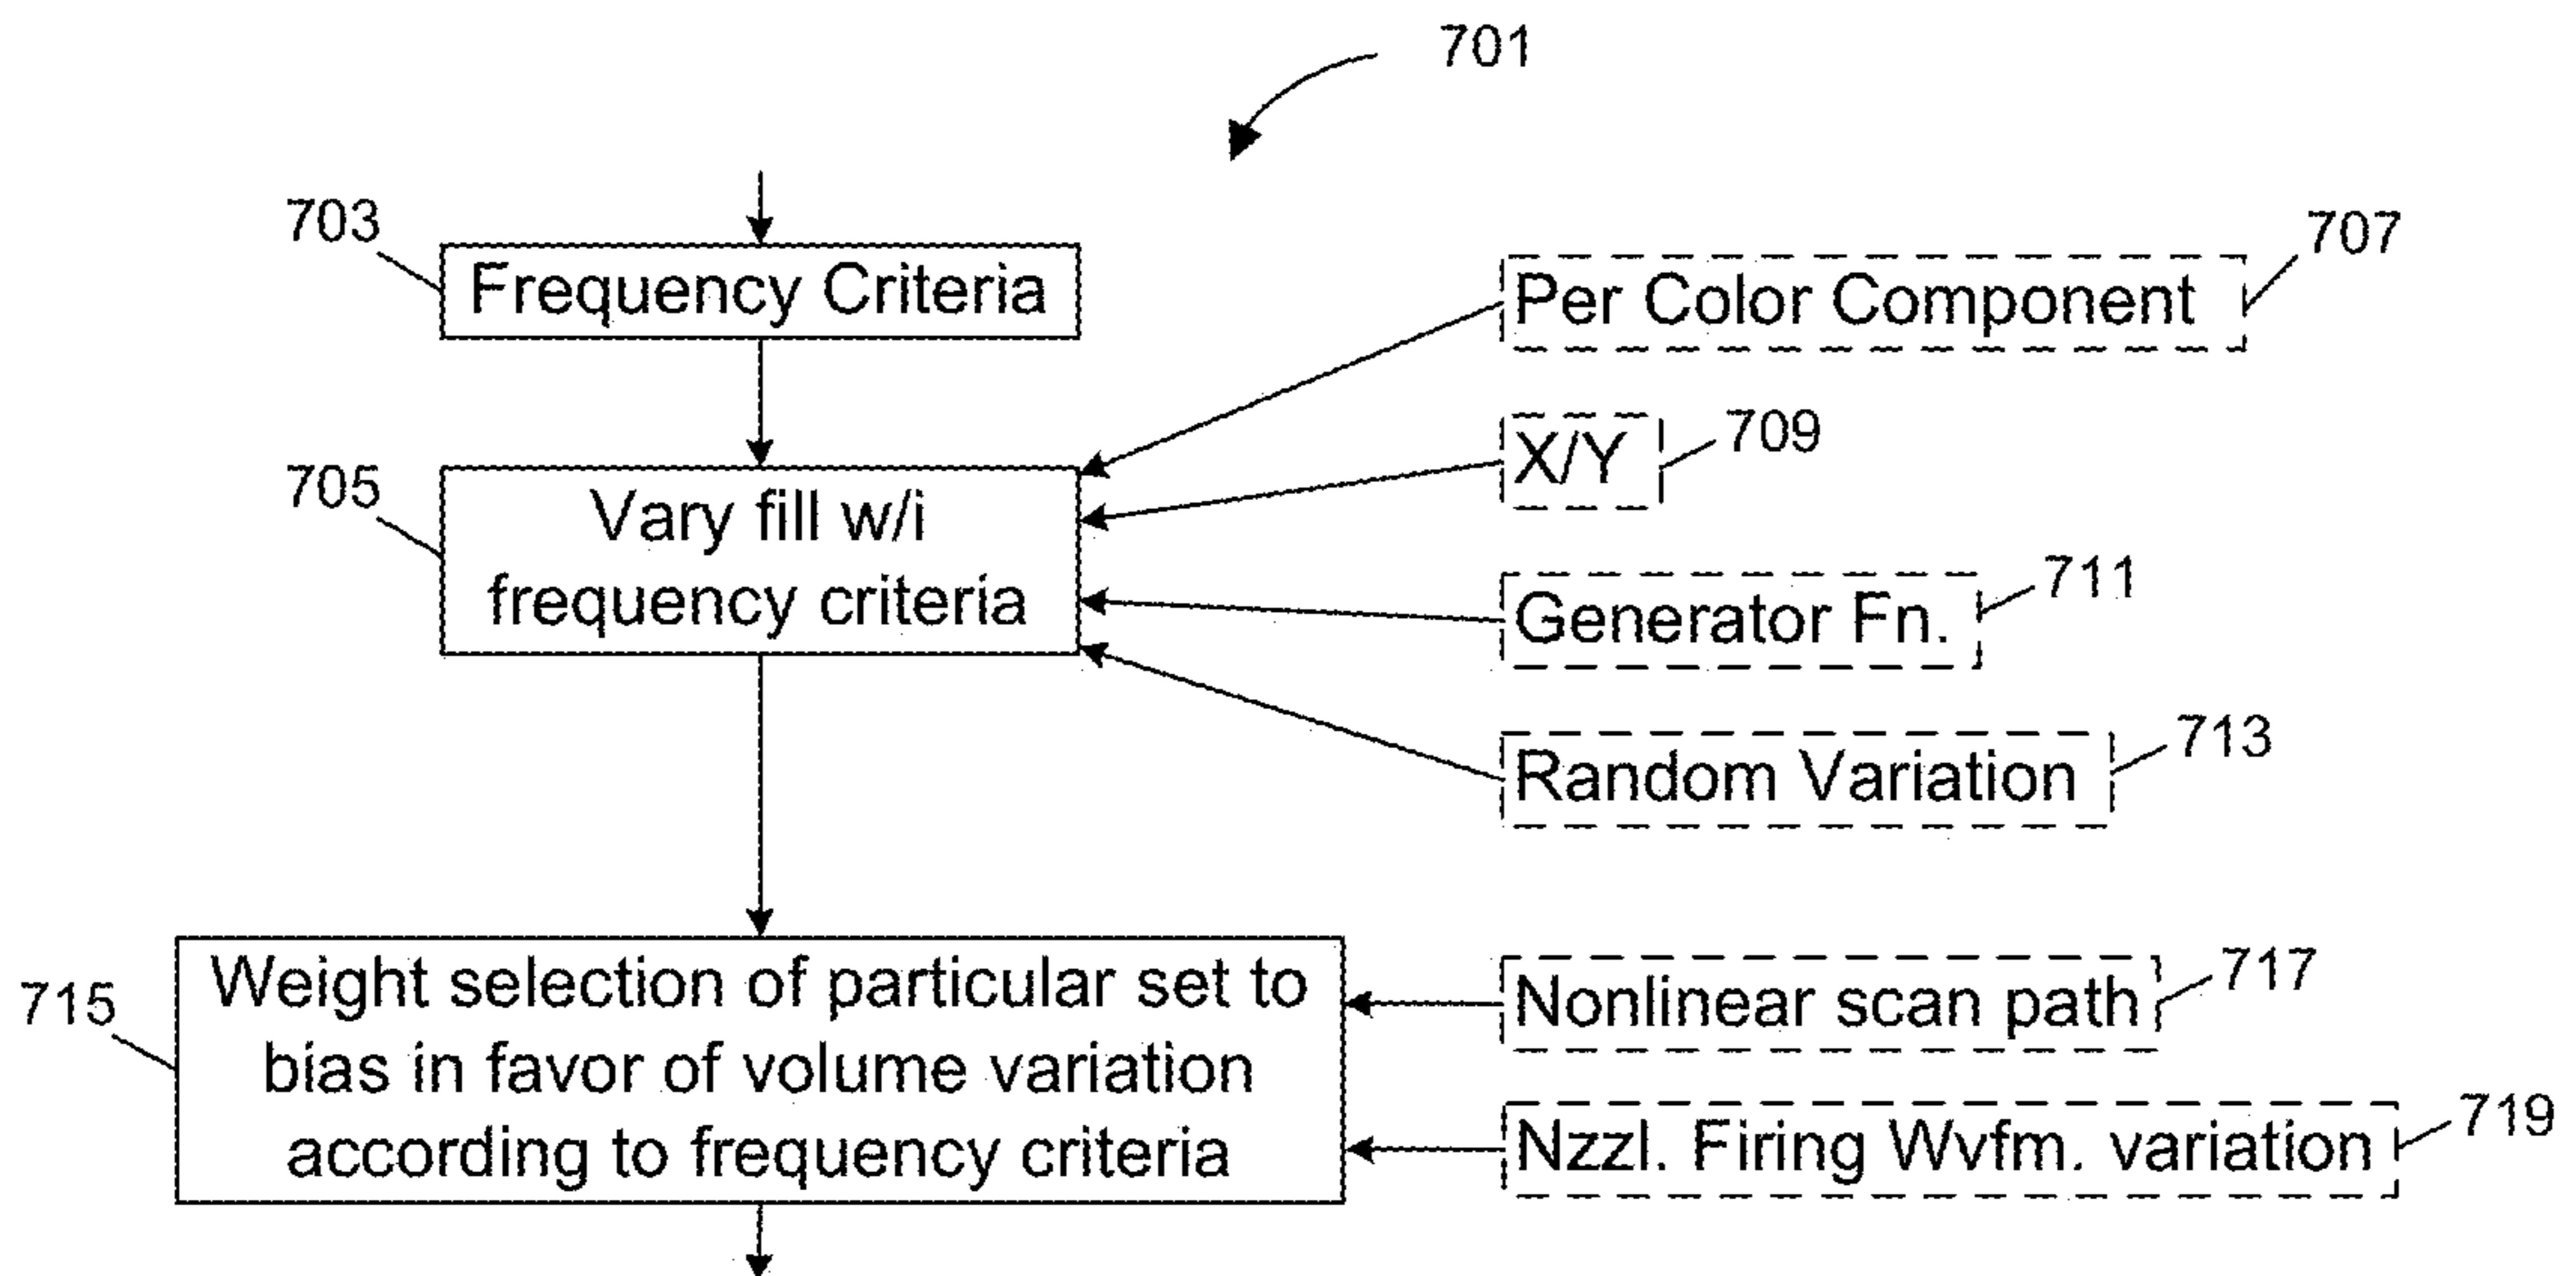 701
703
Frequency Criteria
Per Color Component
707
705
Vary fill w/i
frequency criteria
X/Y
709
Generator Fn.
711
Random Variation
713
715
Weight selection of particular set to
bias in favor of volume variation
according to frequency criteria
Nonlinear scan path
717
Nzzl. Firing Wvfm. variation
719